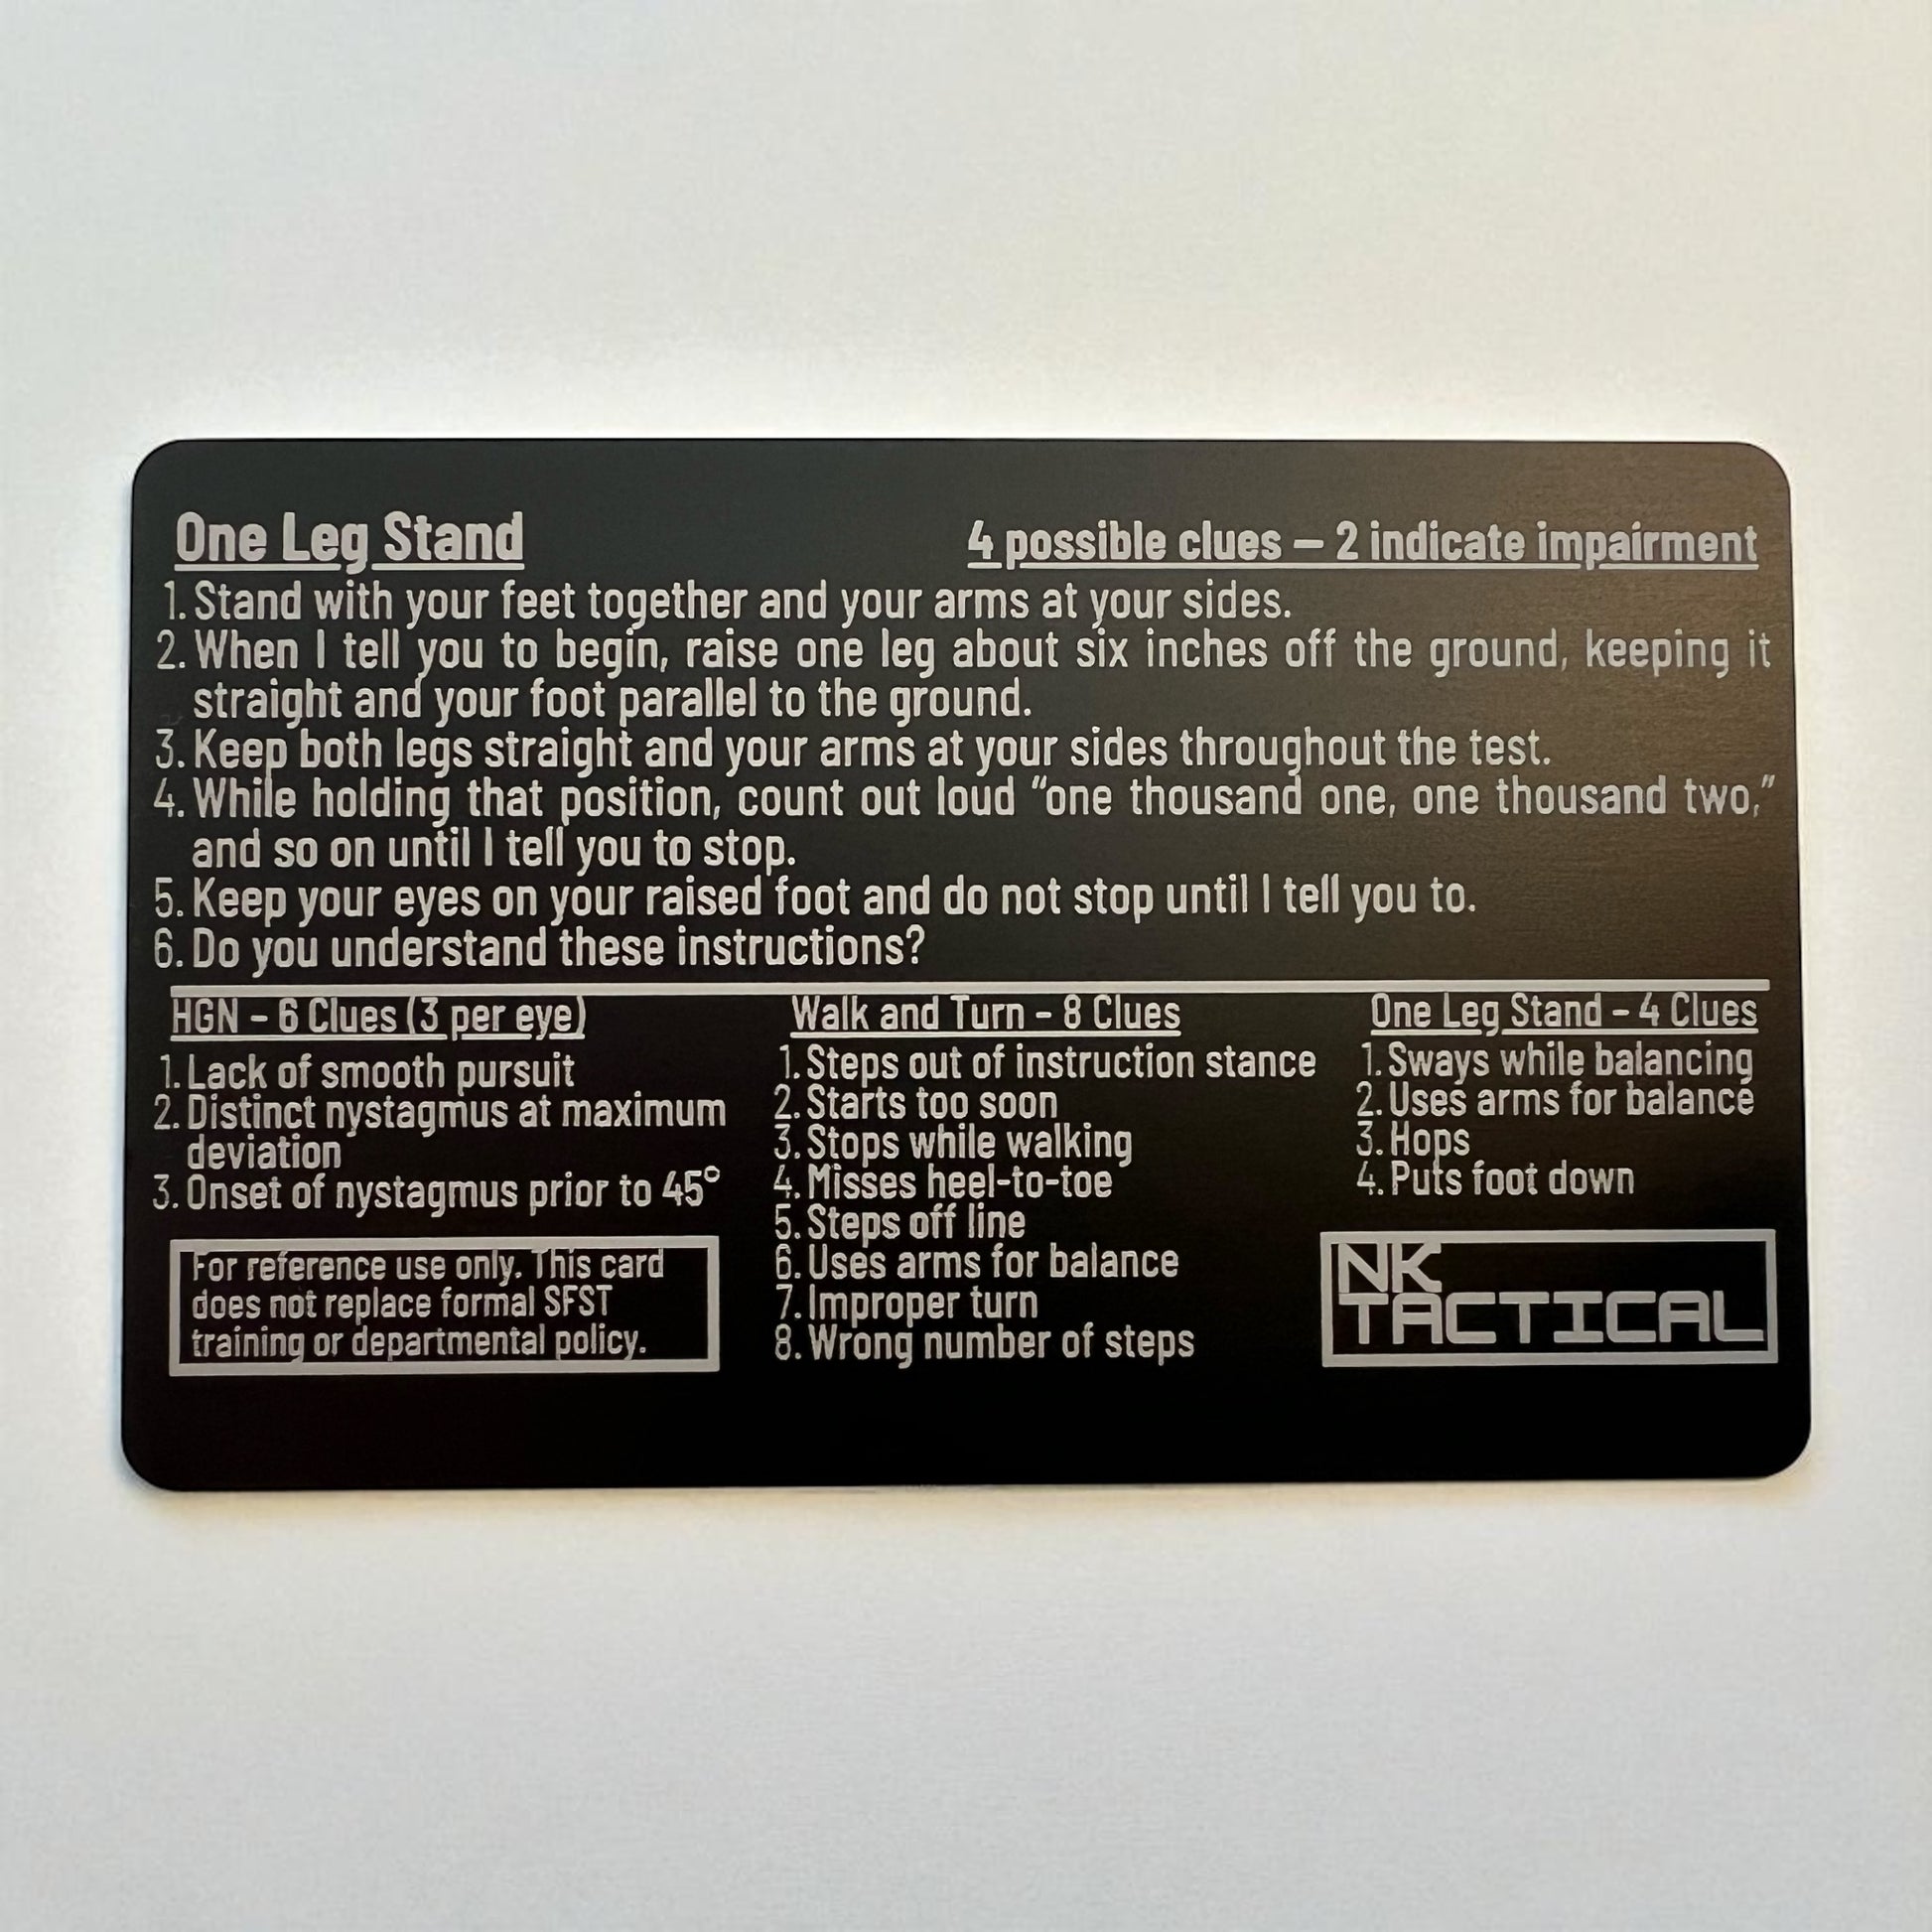 One Leg Stand
4 possible clues – 2 indicate impairment
1. Stand with your feet together and your arms at your sides.
2. When I tell you to begin, raise one leg about six inches off the ground, keeping it
straight and your foot parallel to the ground.
3. Keep both legs straight and your arms at your sides throughout the test.
4. While holding that position, count out loud “one thousand one, one thousand two,”
and so on until I tell you to stop.
5. Keep your eyes on your raised foot and do not stop until I tell you to.
6. Do you understand these instructions?
HGN - 6 Clues (3 per eye)
1. Lack of smooth pursuit
2. Distinct nystagmus at maximum
deviation
3. Onset of nystagmus prior to 45°
For reference use only. This card
does not replace formal SFST
training or departmental policy.
Walk and Turn - 8 Clues
1. Steps out of instruction stance
2. Starts too soon
3. Stops while walking
4. Misses heel-to-toe
5. Steps off line
6. Uses arms for balance
7. Improper turn
8. Wrong number of steps
One Leg Stand - 4 Clues
1. Sways while balancing
2. Uses arms for balance
3. Hops
4. Puts foot down
NK
TACTICAL